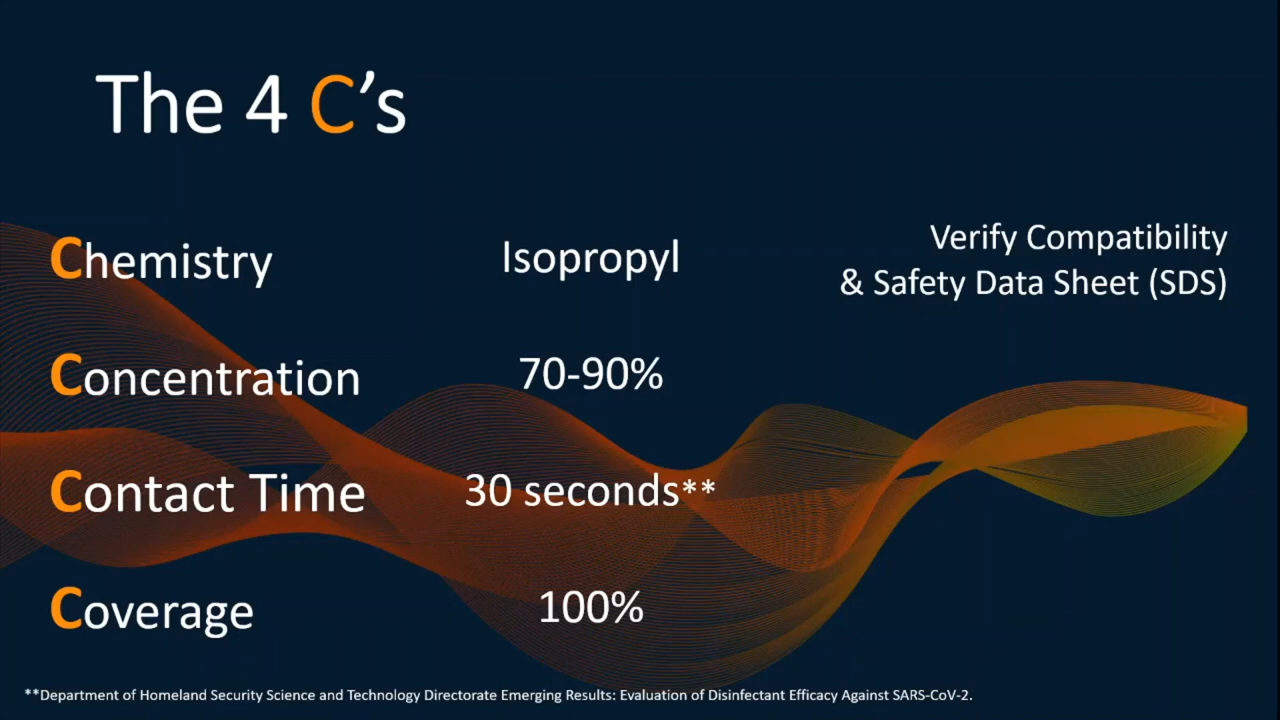 The 4 C’s
Chemistry
Isopropyl
Verify Compatibility
& Safety Data Sheet (SDS)
Concentration
70-90%
Contact Time
30 seconds**
Coverage
100%
**Department of Homeland Security Science and Technology Directorate Emerging Results: Evaluation of Disinfectant Efficacy Against SARS-CoV-2.